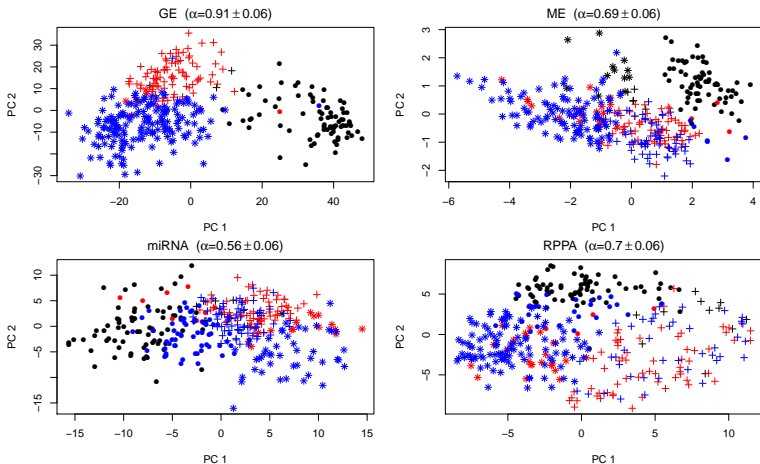 GE (α=0.91 ± 0.06)
PC 2
30
20
10
0
−10
−30
−20 0 20 40
PC 1
ME (α=0.69 ± 0.06)
PC 2
3
2
1
0
−1
−2
−6 −4 −2 0 2 4
PC 1
miRNA (α=0.56 ± 0.06)
PC 2
10
5
0
−5
−15
−15 −10 −5 0 5 10 15
PC 1
RPPA (α=0.7 ± 0.06)
PC 2
5
0
−5
−5 0 5 10
PC 1